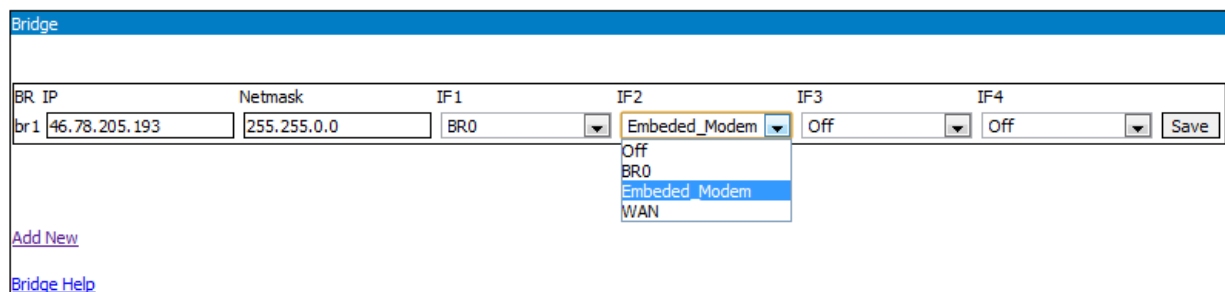 Bridge
BR IP Netmask IF1 IF2 IF3 IF4
br1 46.78.205.193 255.255.0.0 BR0 Embeded_Modem Off Off Save
Off
BR0
Embeded_Modem
WAN
Add New
Bridge Help